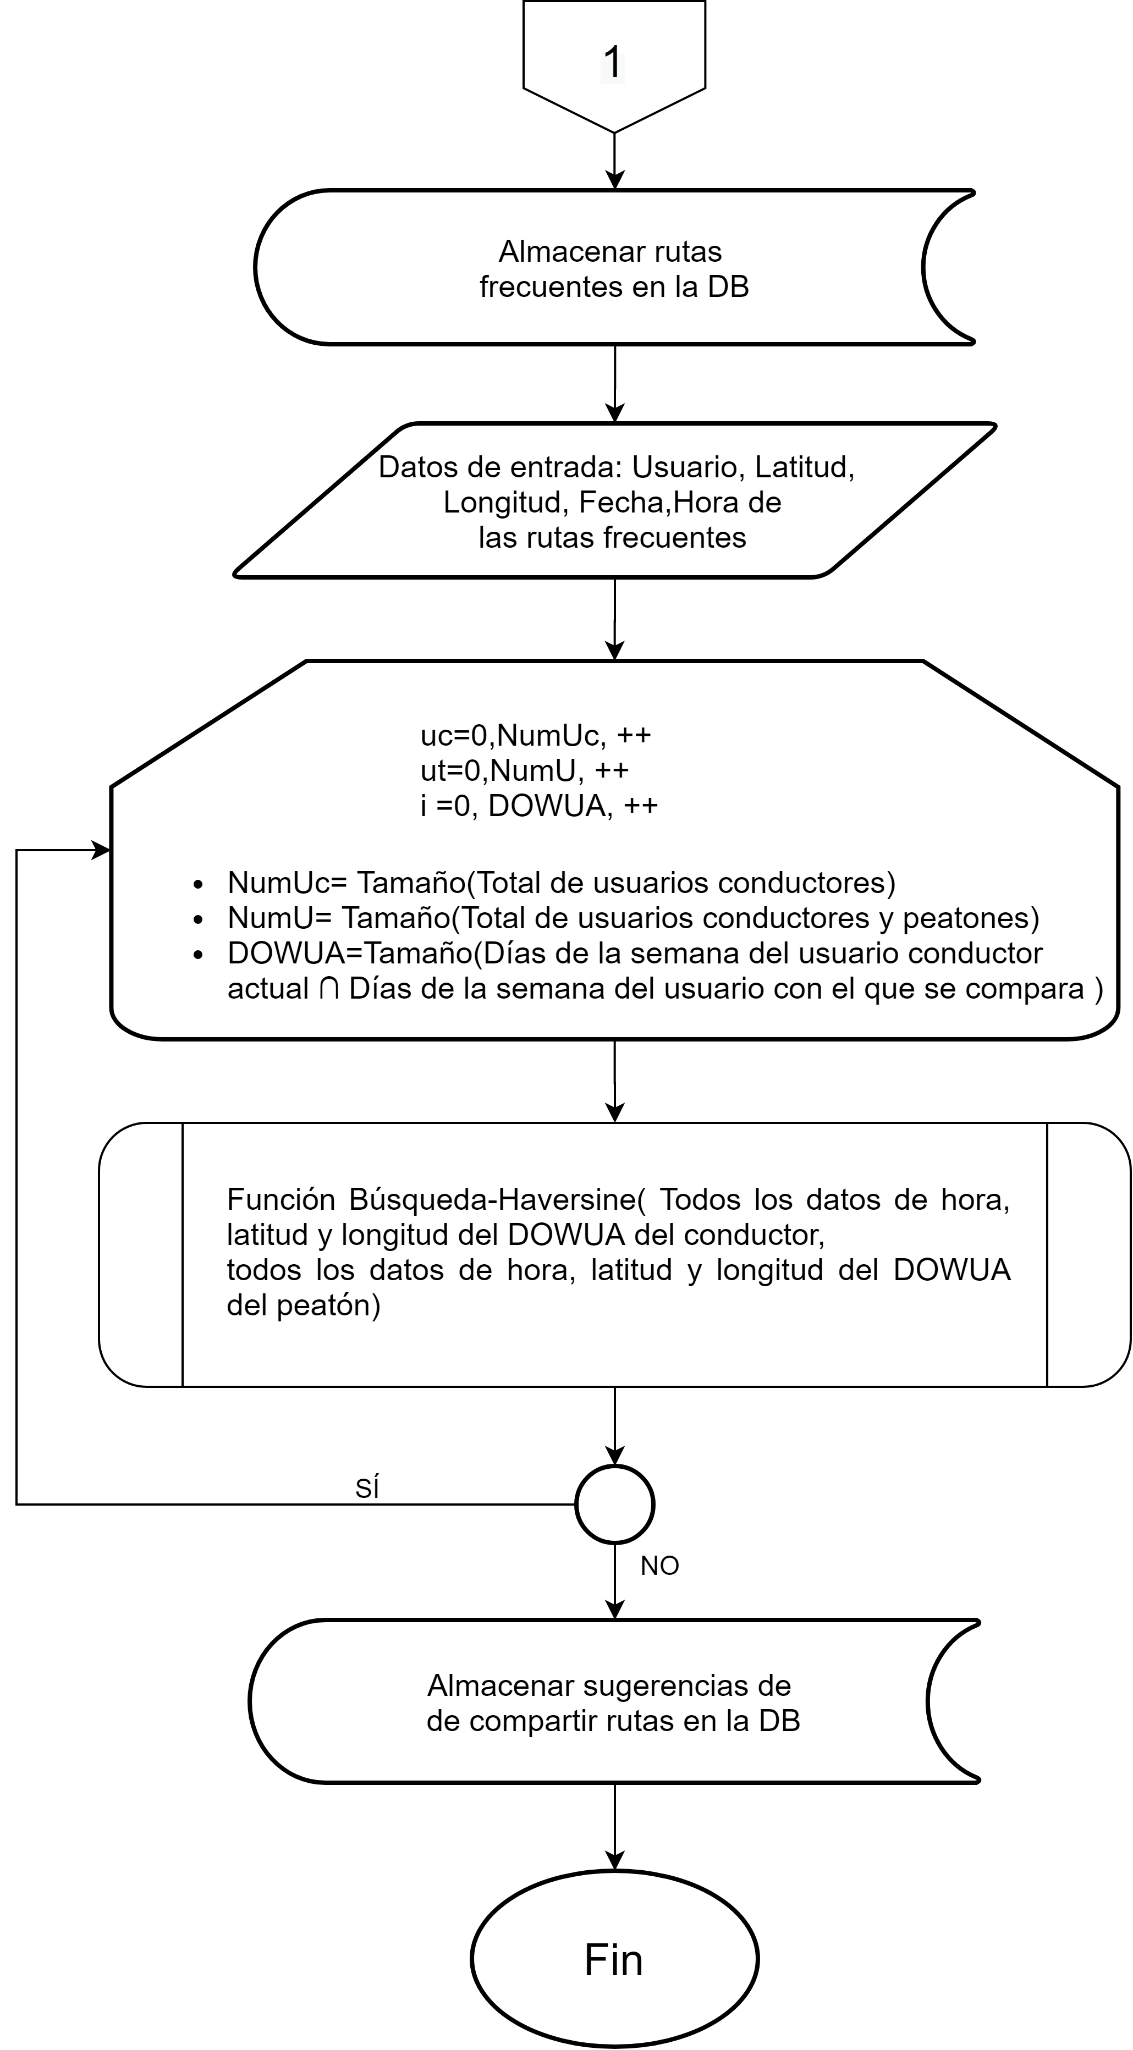 1
Almacenar rutas
frecuentes en la DB
Datos de entrada: Usuario, Latitud,
Longitud, Fecha,Hora de
las rutas frecuentes
uc=0,NumUc, ++
ut=0,NumU, ++
i =0, DOWUA, ++
• NumUc= Tamaño(Total de usuarios conductores)
• NumU= Tamaño(Total de usuarios conductores y peatones)
• DOWUA=Tamaño(Días de la semana del usuario conductor
actual ∩ Días de la semana del usuario con el que se compara )
Función Búsqueda-Haversine( Todos los datos de hora,
latitud y longitud del DOWUA del conductor,
todos los datos de hora, latitud y longitud del DOWUA
del peatón)
SÍ
NO
Almacenar sugerencias de
de compartir rutas en la DB
Fin